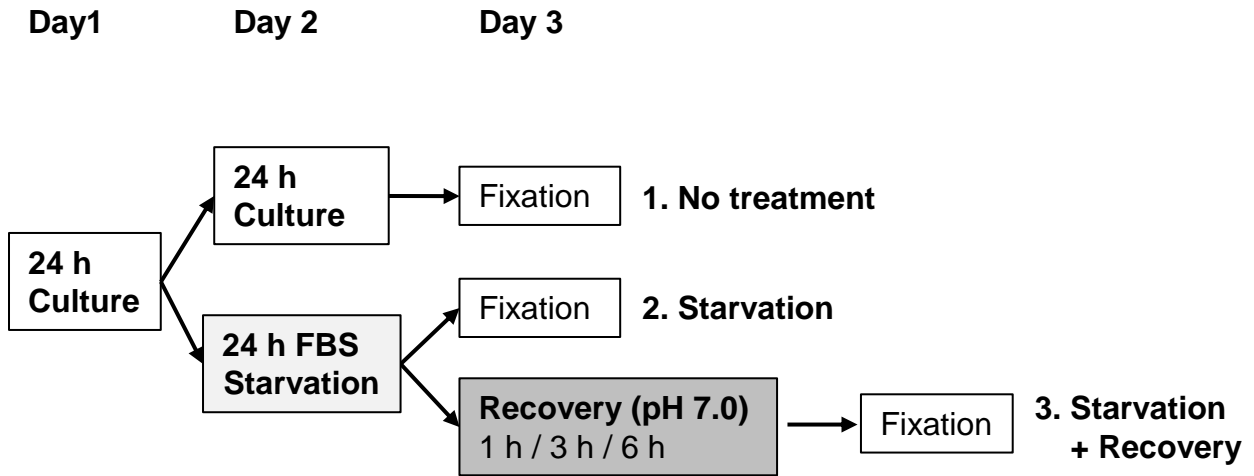 Day1
Day 2
Day 3
24 h
Culture
24 h
Culture
Fixation
1. No treatment
24 h FBS
Starvation
Fixation
2. Starvation
Recovery (pH 7.0)
1 h / 3 h / 6 h
Fixation
3. Starvation
+ Recovery